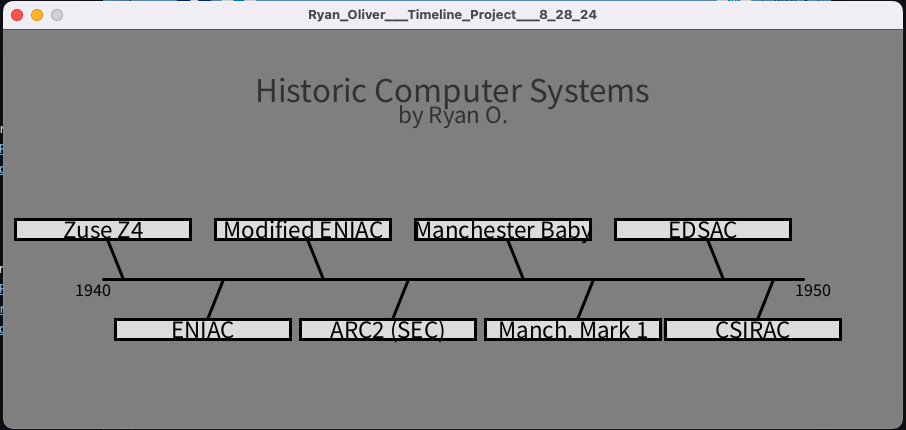 Ryan_Oliver___Timeline_Project___8_28_24
Historic Computer Systems
by Ryan O.
Zuse Z4
Modified ENIAC
Manchester Baby
EDSAC
1940
1950
ENIAC
ARC2 (SEC)
Manch. Mark 1
CSIRAC